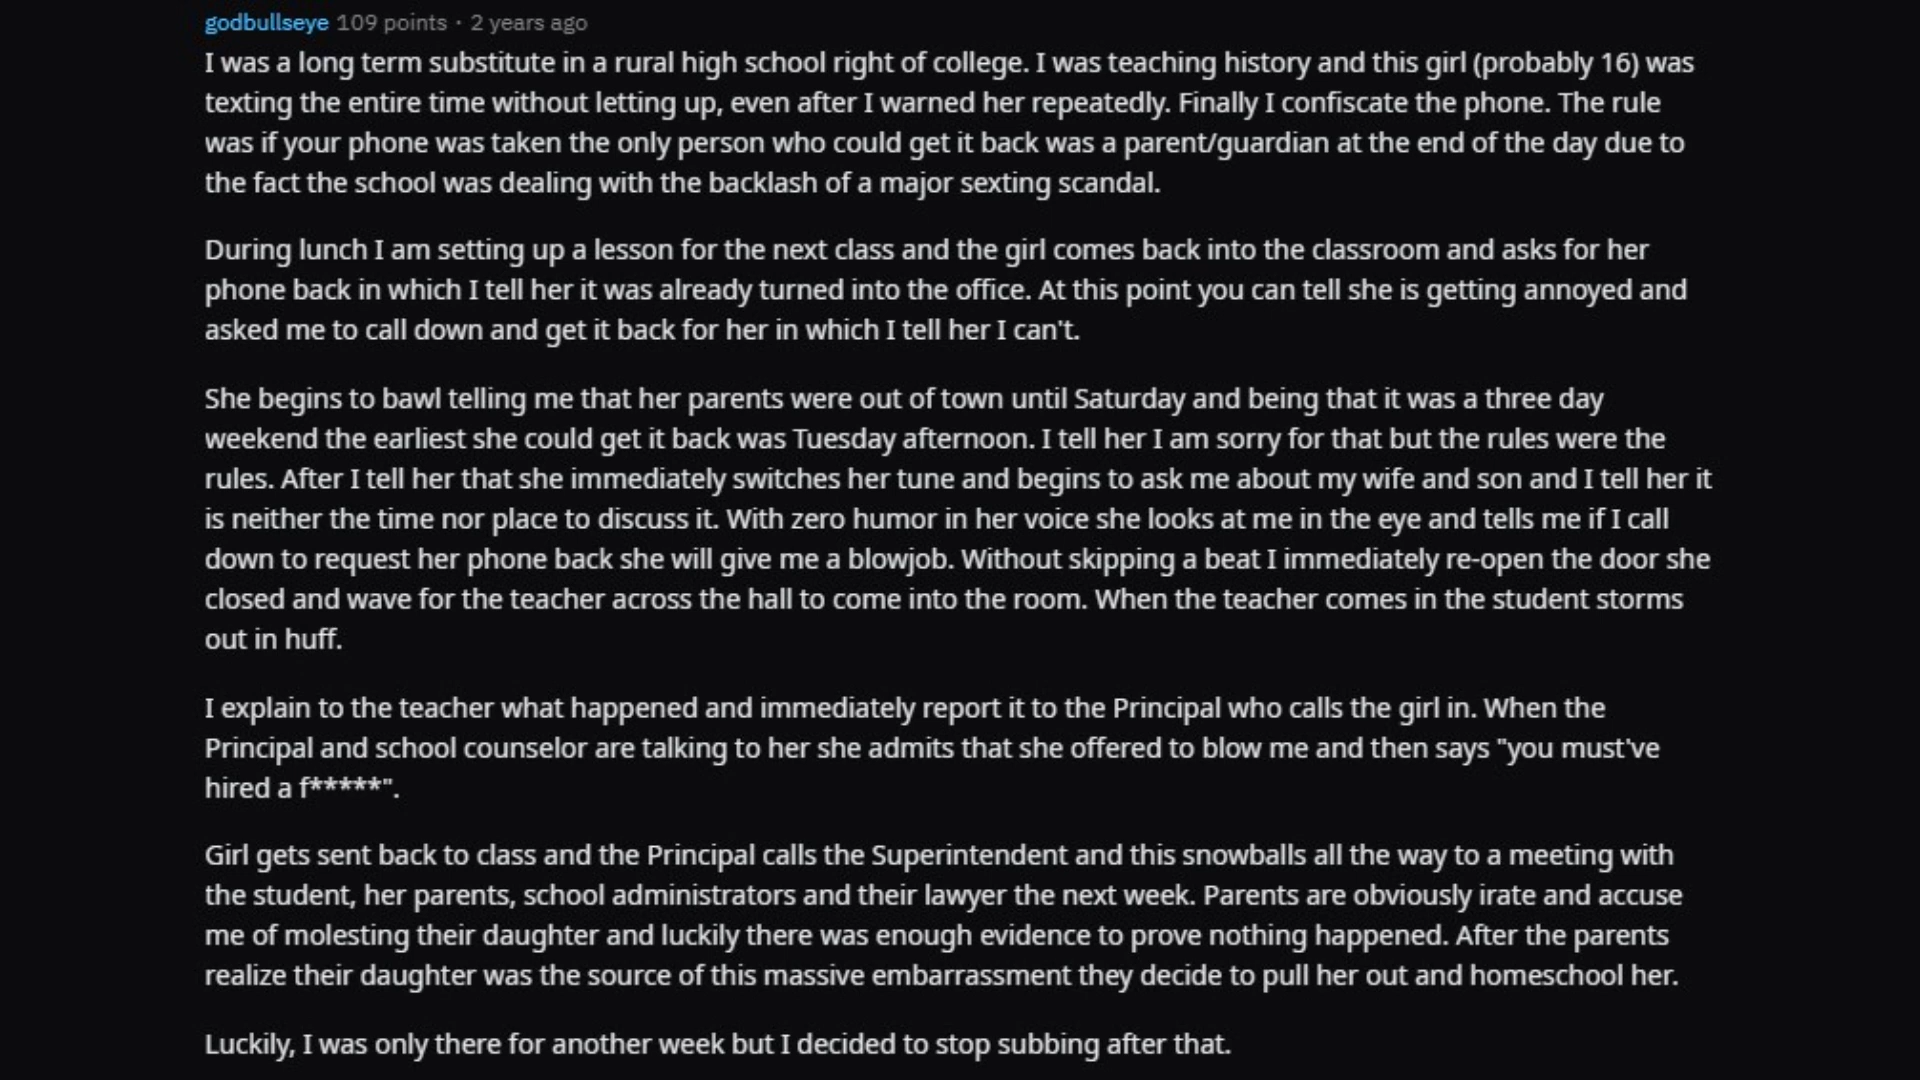 godbullseye 109 points · 2 years ago
I was a long term substitute in a rural high school right of college. I was teaching history and this girl (probably 16) was
texting the entire time without letting up, even after I warned her repeatedly. Finally I confiscate the phone. The rule
was if your phone was taken the only person who could get it back was a parent/guardian at the end of the day due to
the fact the school was dealing with the backlash of a major sexting scandal.
During lunch I am setting up a lesson for the next class and the girl comes back into the classroom and asks for her
phone back in which I tell her it was already turned into the office. At this point you can tell she is getting annoyed and
asked me to call down and get it back for her in which I tell her I can't.
She begins to bawl telling me that her parents were out of town until Saturday and being that it was a three day
weekend the earliest she could get it back was Tuesday afternoon. I tell her I am sorry for that but the rules were the
rules. After I tell her that she immediately switches her tune and begins to ask me about my wife and son and I tell her it
is neither the time nor place to discuss it. With zero humor in her voice she looks at me in the eye and tells me if I call
down to request her phone back she will give me a blowjob. Without skipping a beat I immediately re-open the door she
closed and wave for the teacher across the hall to come into the room. When the teacher comes in the student storms
out in huff.
I explain to the teacher what happened and immediately report it to the Principal who calls the girl in. When the
Principal and school counselor are talking to her she admits that she offered to blow me and then says "you must've
hired a f*****".
Girl gets sent back to class and the Principal calls the Superintendent and this snowballs all the way to a meeting with
the student, her parents, school administrators and their lawyer the next week. Parents are obviously irate and accuse
me of molesting their daughter and luckily there was enough evidence to prove nothing happened. After the parents
realize their daughter was the source of this massive embarrassment they decide to pull her out and homeschool her.
Luckily, I was only there for another week but I decided to stop subbing after that.